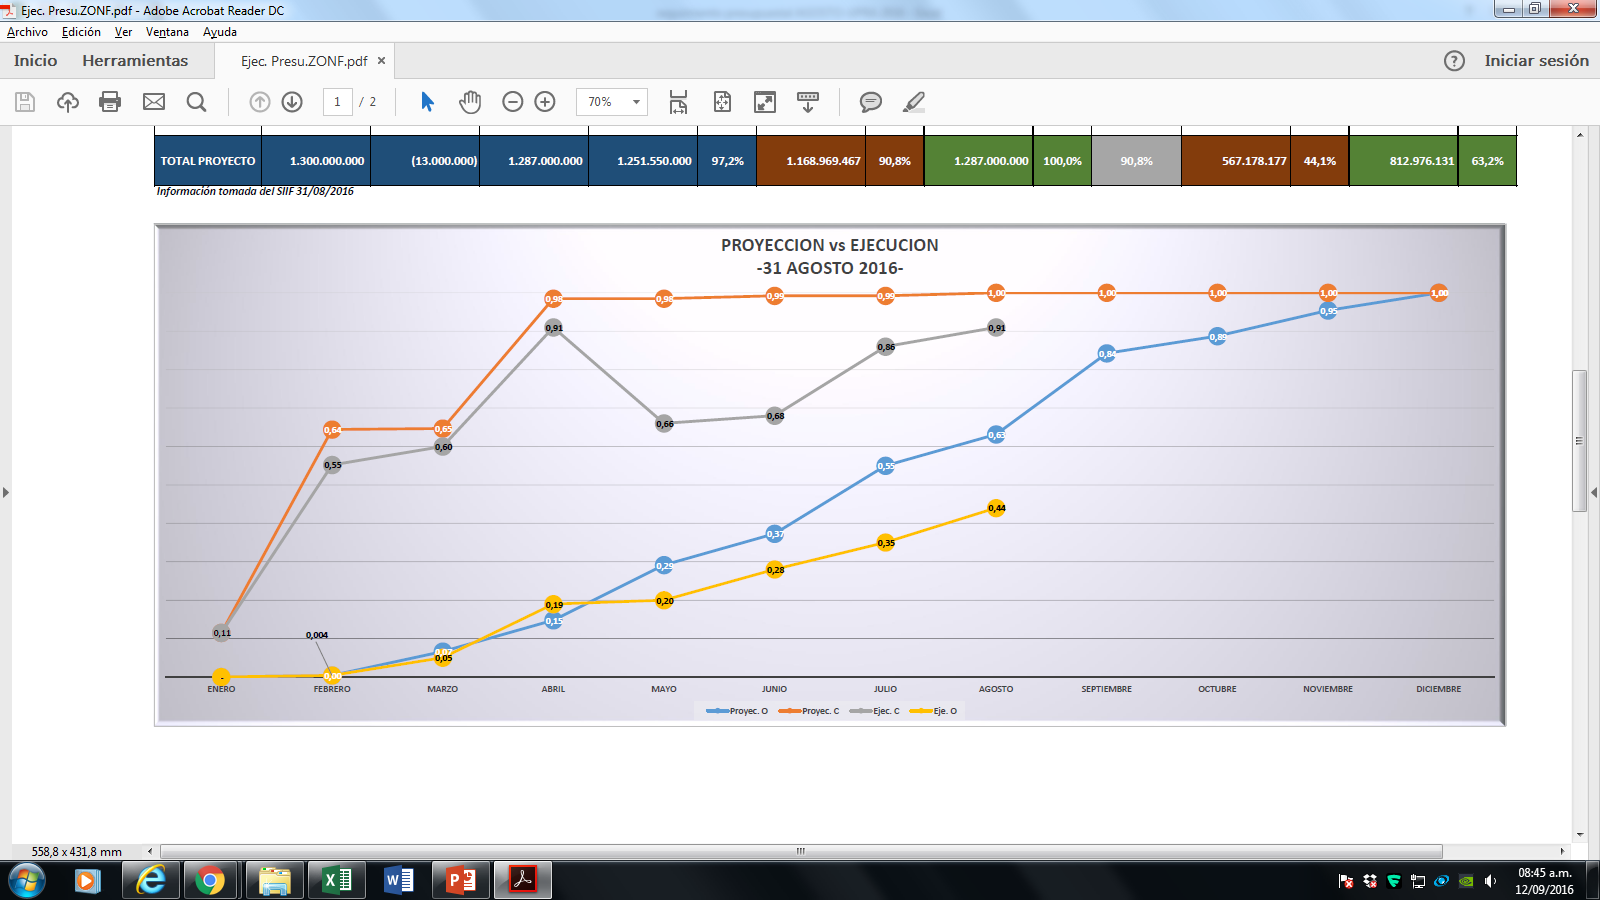 Ejec. Presu.ZONF.pdf - Adobe Acrobat Reader DC
Archivo Edición Ver Ventana Ayuda
Inicio Herramientas Ejec. Presu.ZONF.pdf × ? Iniciar sesión
1 / 2 70%
TOTAL PROYECTO 1.300.000.000 (13.000.000) 1.287.000.000 1.251.550.000 97,2% 1.168.969.467 90,8% 1.287.000.000 100,0% 90,8% 567.178.177 44,1% 812.976.131 63,2%
Información tomada del SIIF 31/08/2016
PROYECCION vs EJECUCION
-31 AGOSTO 2016-
0,98 0,98 0,99 0,99 1,00 1,00 1,00 1,00 1,00
0,95
0,91 0,91
0,89
0,86 0,84
0,64 0,65 0,66 0,68 0,63
0,60
0,55 0,55
0,44
0,37
0,35
0,29 0,28
0,19 0,20
0,15
0,11 0,004
0,07
0,05
- 0,00
ENERO FEBRERO MARZO ABRIL MAYO JUNIO JULIO AGOSTO SEPTIEMBRE OCTUBRE NOVIEMBRE DICIEMBRE
Proyec. O Proyec. C Ejec. C Eje. O
558,8 x 431,8 mm
08:45 a.m.
12/09/2016